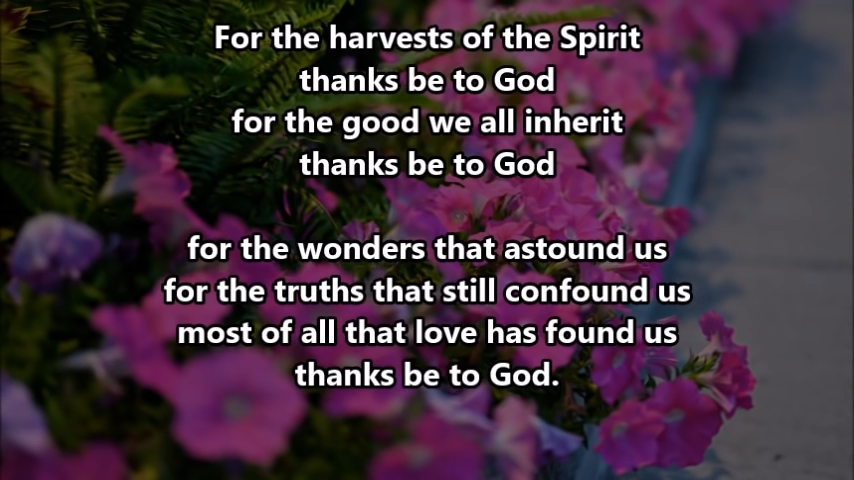 For the harvests of the Spirit
thanks be to God
for the good we all inherit
thanks be to God
for the wonders that astound us
for the truths that still confound us
most of all that love has found us
thanks be to God.